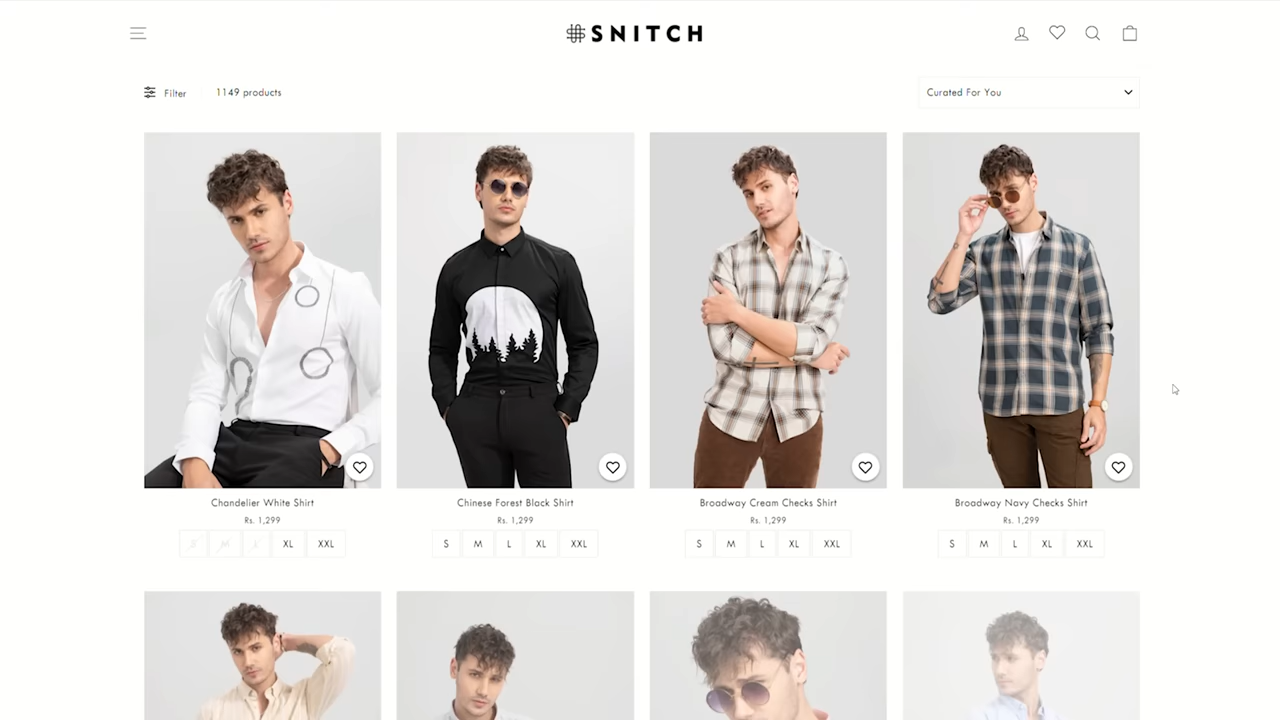 SNITCH
Filter
1149 products
Curated For You
Chandelier White Shirt
Rs. 1,299
S M L XL XXL
Chinese Forest Black Shirt
Rs. 1,299
S M L XL XXL
Broadway Cream Checks Shirt
Rs. 1,299
S M L XL XXL
Broadway Navy Checks Shirt
Rs. 1,299
S M L XL XXL